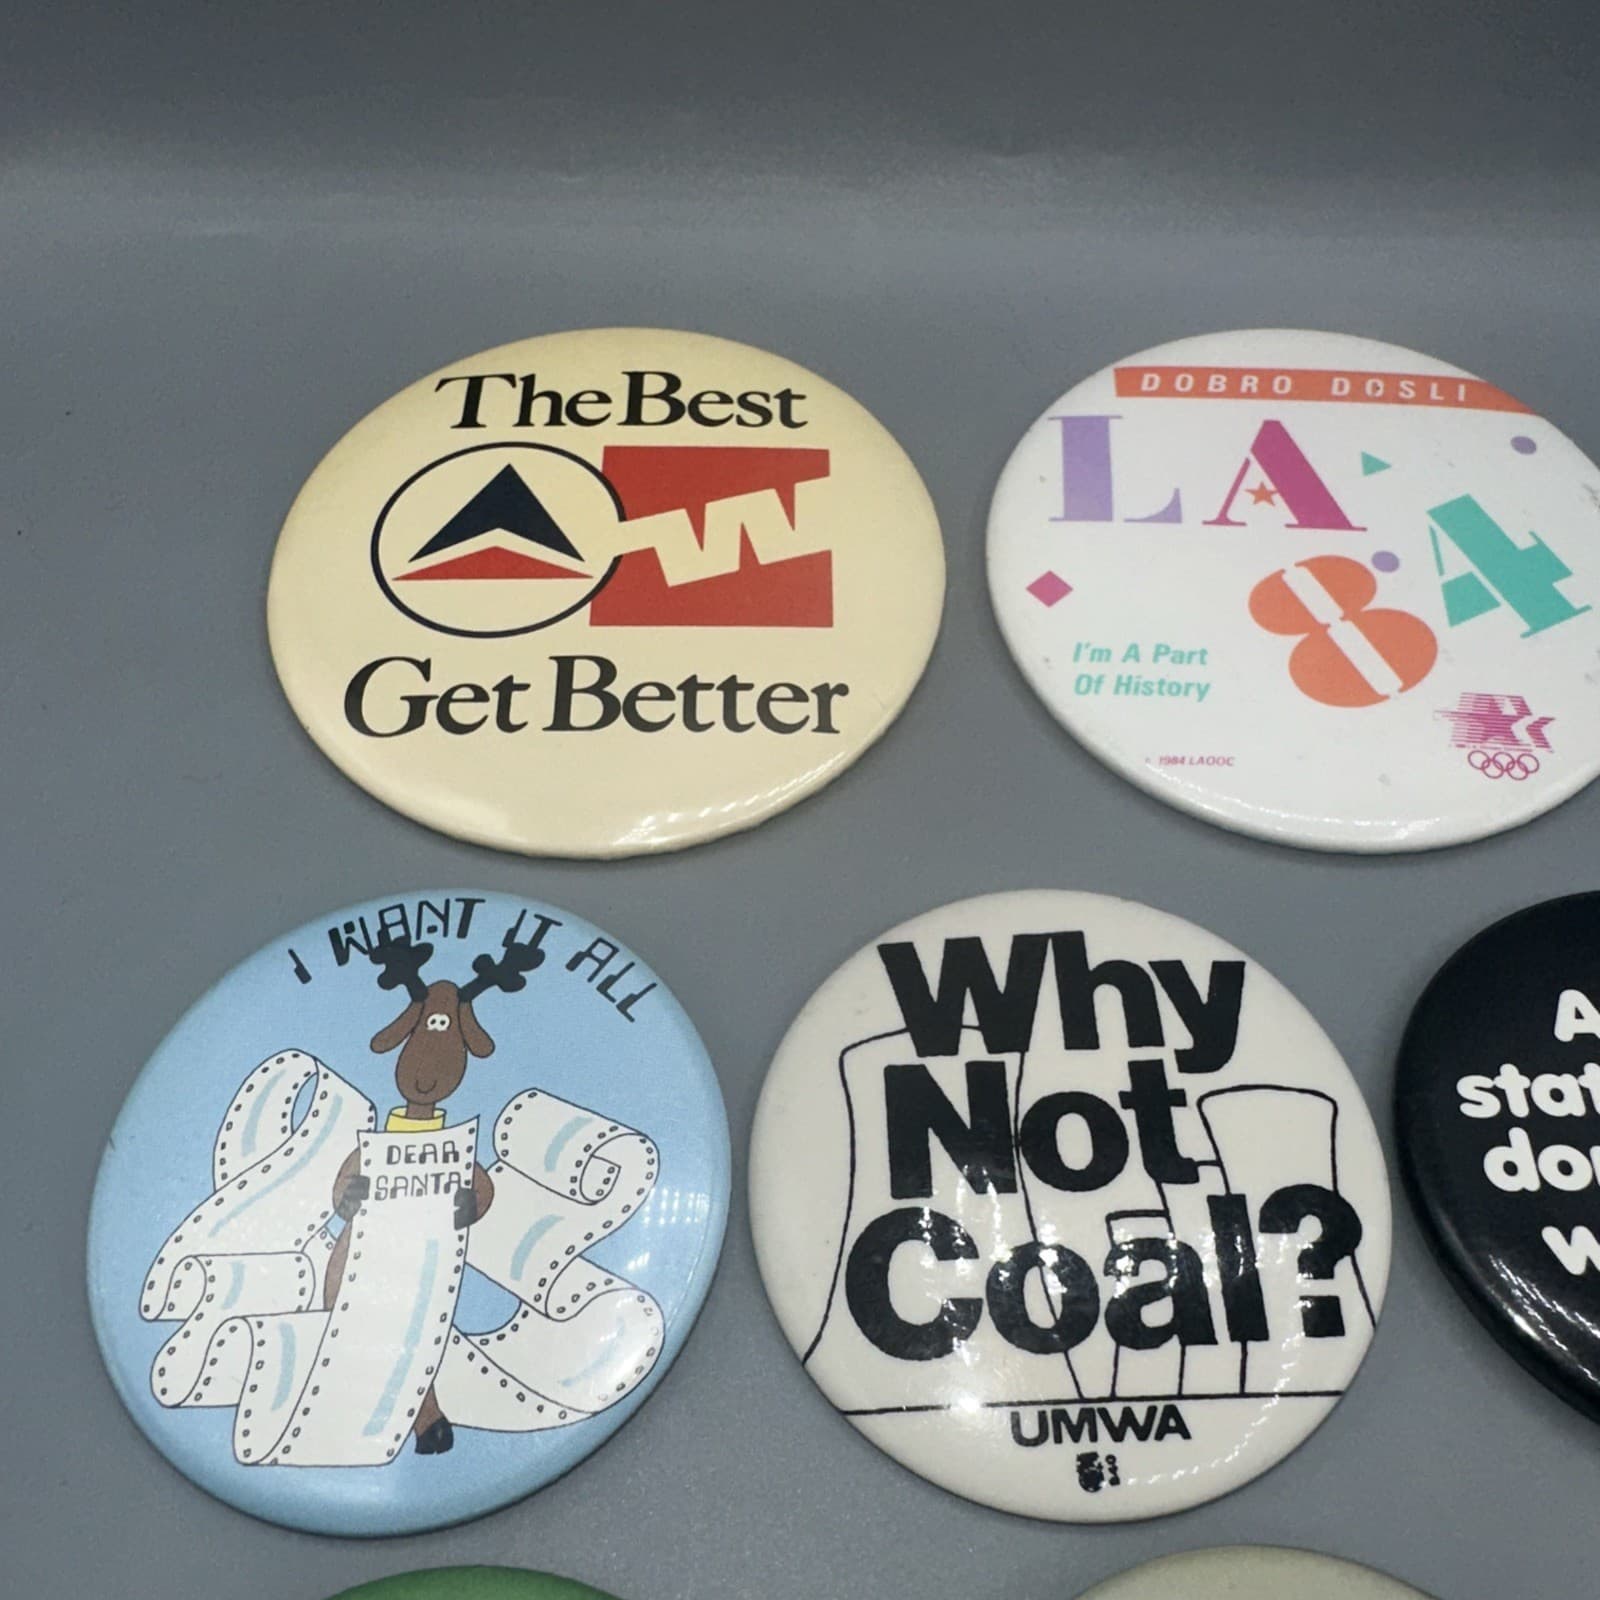 The Best
Get Better
DOBRO DOSLI
LA
84
I'm A Part
Of History
© 1984 LAOOC
I WANT IT ALL
DEAR
SANTA
Why
Not
Coal?
UMWA